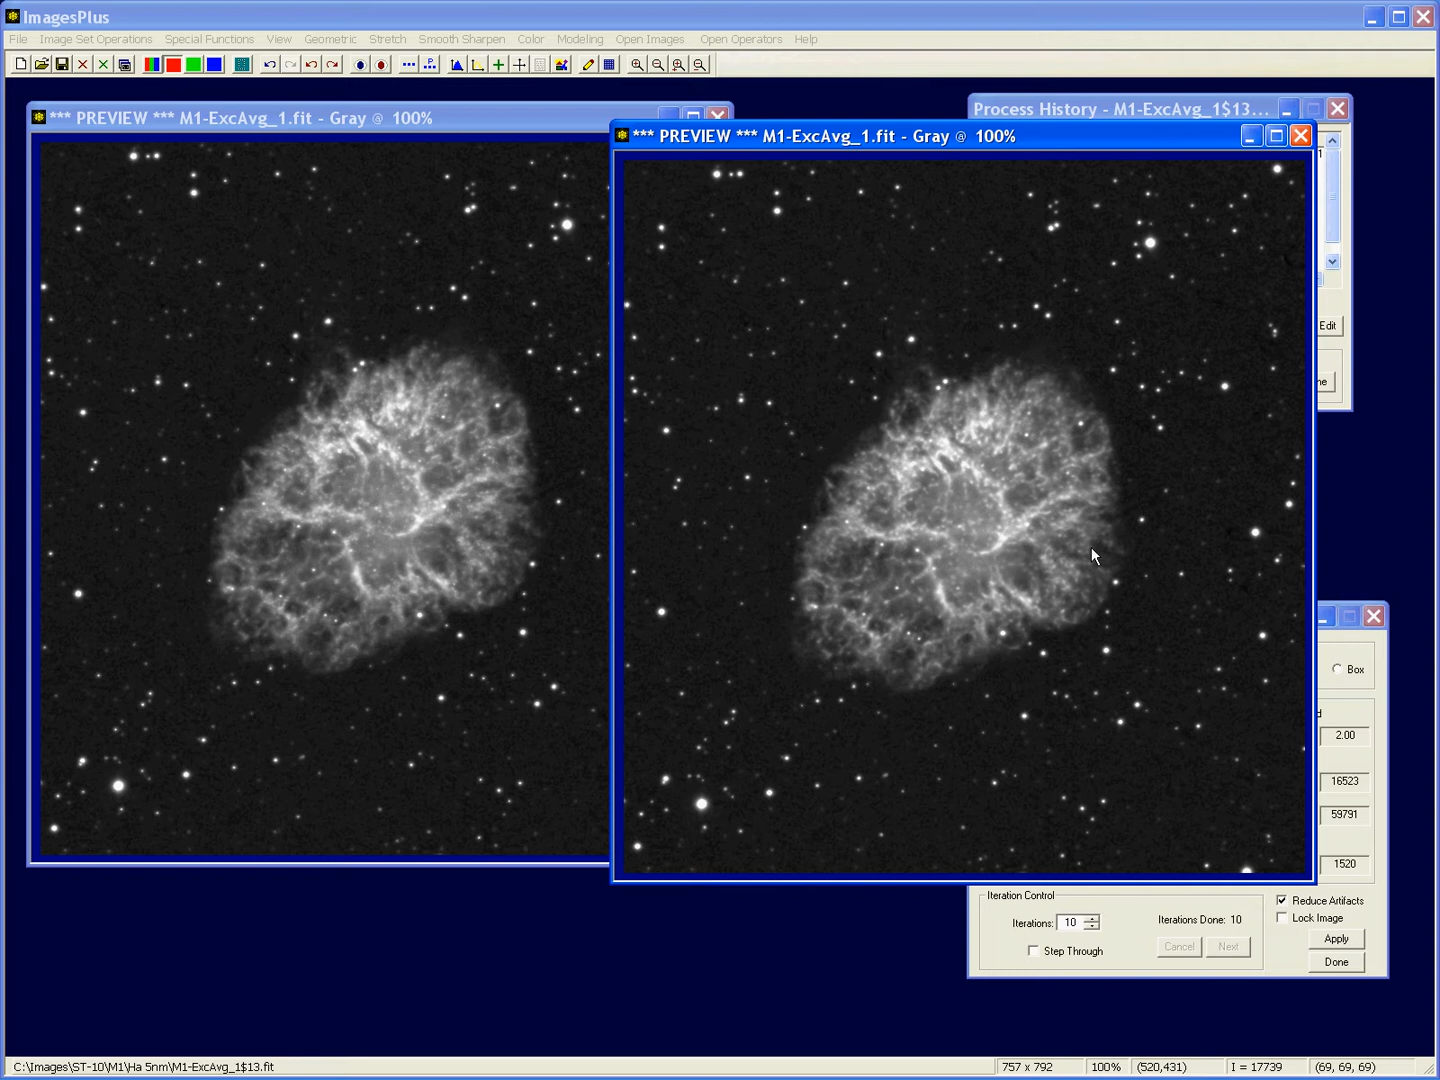 ImagesPlus
File Image Set Operations Special Functions View Geometric Stretch Smooth Sharpen Color Modeling Open Images Open Operators Help
*** PREVIEW *** M1-ExcAvg_1.fit - Gray @ 100%
Process History - M1-ExcAvg_1$13...
*** PREVIEW *** M1-ExcAvg_1.fit - Gray @ 100%
Edit
Box
2.00
16523
59791
1520
Iteration Control
Iterations: 10
Iterations Done: 10
Step Through
Cancel
Next
Reduce Artifacts
Lock Image
Apply
Done
C:\Images\ST-10\M1\Ha 5nm\M1-ExcAvg_1$13.fit
757 x 792
100%
(520,431)
I = 17739
(69, 69, 69)